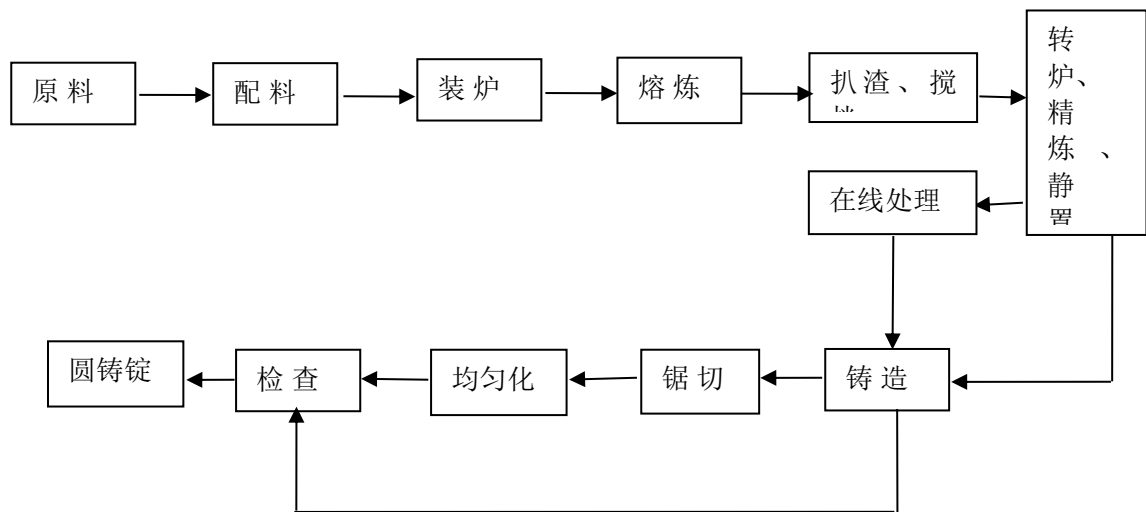 原 料
配 料
装 炉
熔 炼
扒渣、搅
转
炉、
精
炼 、
静
在线处理
圆铸锭
检 查
均匀化
锯 切
铸 造